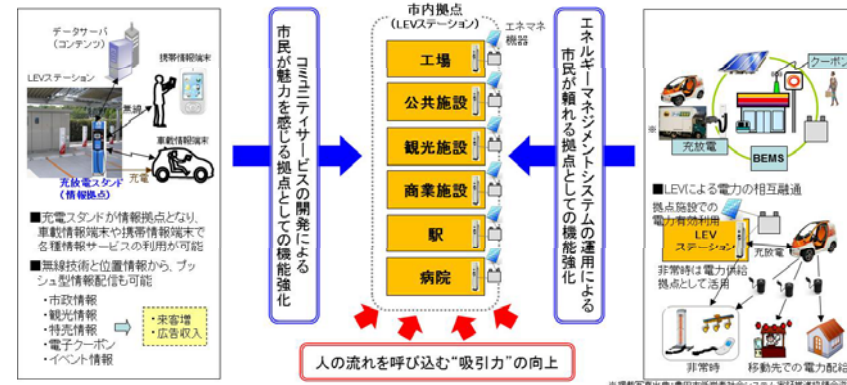 データサーバ
(コンテンツ)
携帯情報端末
LEVステーション
無線
車載情報端末
充電
充放電スタンド
(情報拠点)
■充電スタンドが情報拠点となり、
車載情報端末や携帯情報端末で
各種情報サービスの利用が可能
■無線技術と位置情報から、プッ
シュ型情報配信も可能
・市政情報
・観光情報
・特売情報
・電子クーポン
・イベント情報
・来客増
・広告収入
コミュニティサービスの開発による
市民が魅力を感じる拠点としての機能強化
市内拠点
(LEVステーション)
エネマネ
機器
工場
公共施設
観光施設
商業施設
駅
病院
人の流れを呼び込む“吸引力”の向上
エネルギーマネジメントシステムの運用による
市民が頼れる拠点としての機能強化
クーポン
※
充放電
BEMS
■LEVによる電力の相互融通
拠点施設での
電力有効利用
LEV
ステーション
充放電
非常時は電力供給
拠点として活用
非常時
移動先での電力配給